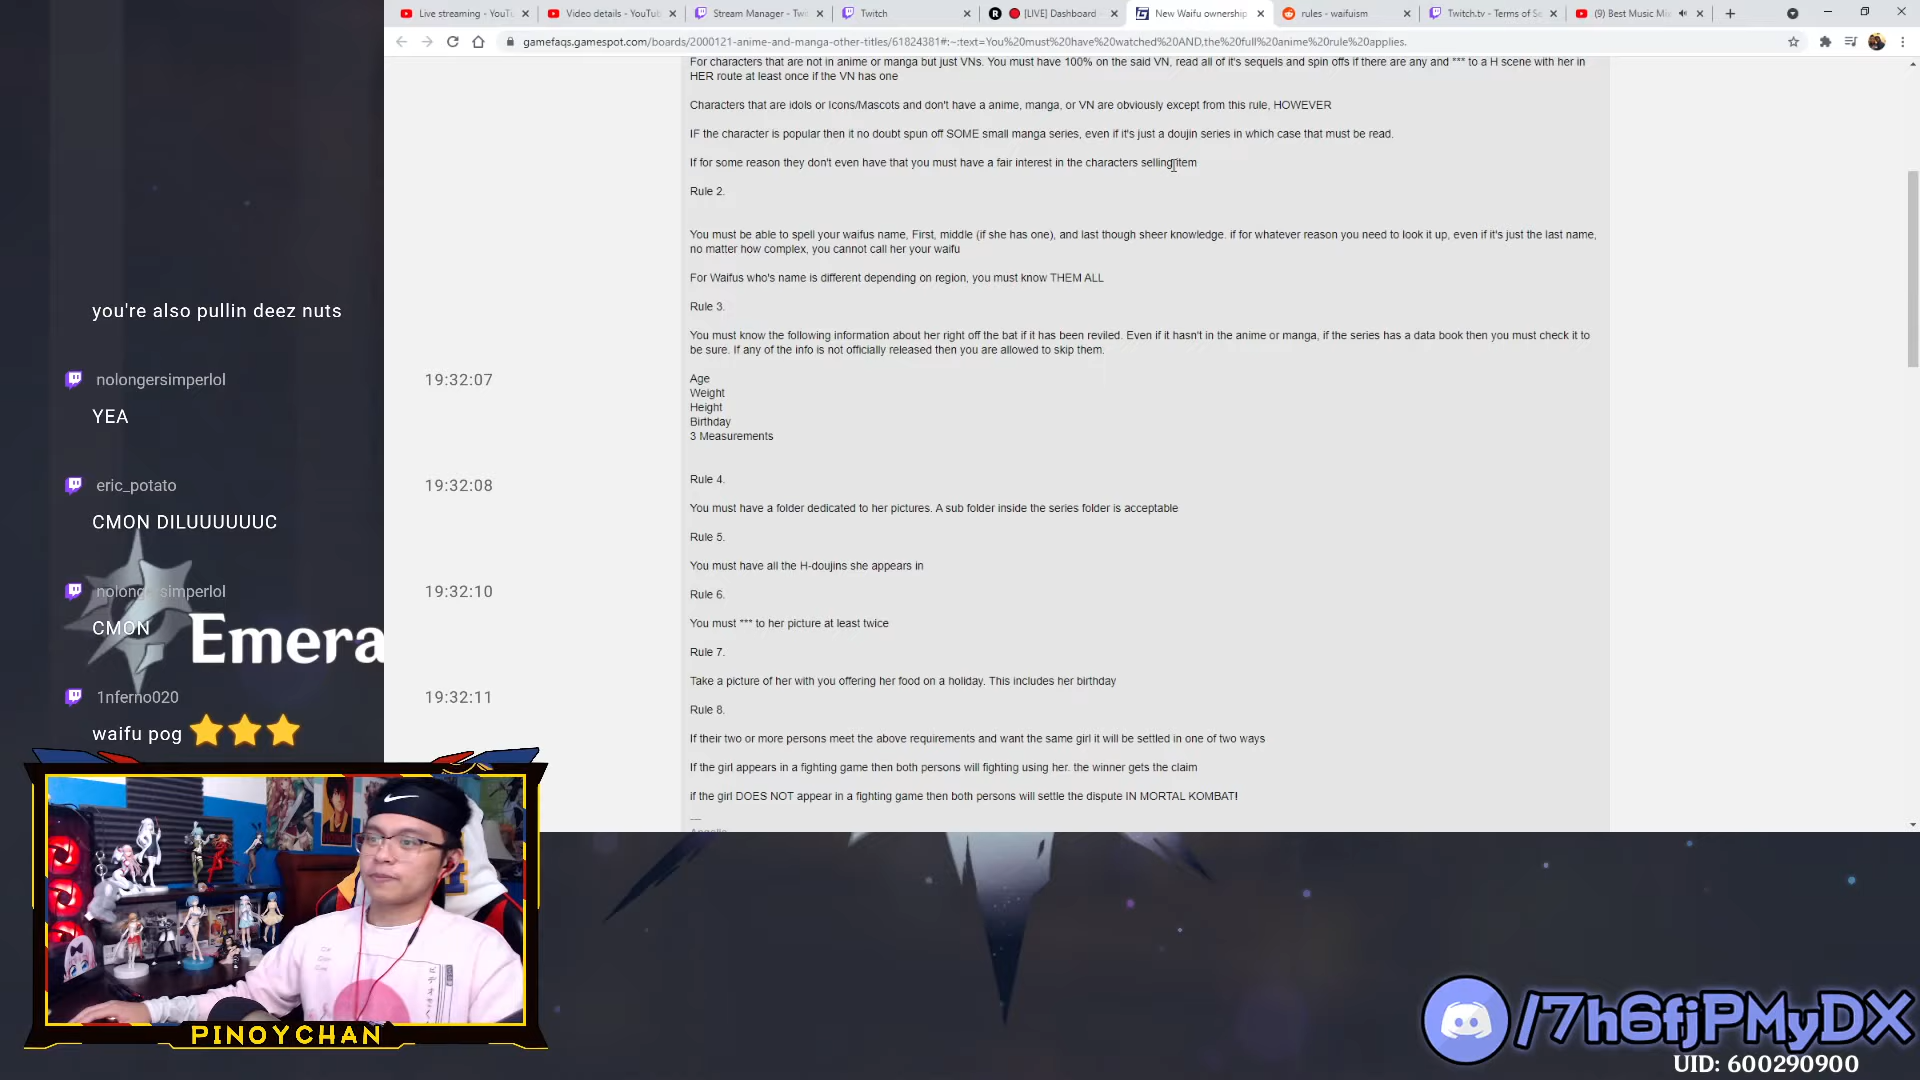 Live streaming - YouTu
Video details - YouTub
Stream Manager - Twi
Twitch
[LIVE] Dashboard -
New Waifu ownership
rules - waifuism
Twitch.tv - Terms of Se
(9) Best Music Mi
gamefaqs.gamespot.com/boards/2000121-anime-and-manga-other-titles/61824381#:~:text=You%20must%20have%20watched%20AND,the%20full%20anime%20rule%20applies.
For characters that are not in anime or manga but just VNs. You must have 100% on the said VN, read all of it's sequels and spin offs if there are any and *** to a H scene with her in
HER route at least once if the VN has one
Characters that are idols or Icons/Mascots and don't have a anime, manga, or VN are obviously except from this rule, HOWEVER
IF the character is popular then it no doubt spun off SOME small manga series, even if it's just a doujin series in which case that must be read.
If for some reason they don't even have that you must have a fair interest in the characters selling item
Rule 2.
You must be able to spell your waifus name, First, middle (if she has one), and last though sheer knowledge. if for whatever reason you need to look it up, even if it's just the last name,
no matter how complex, you cannot call her your waifu
For Waifus who's name is different depending on region, you must know THEM ALL
Rule 3.
You must know the following information about her right off the bat if it has been reviled. Even if it hasn't in the anime or manga, if the series has a data book then you must check it to
be sure. If any of the info is not officially released then you are allowed to skip them.
Age
Weight
Height
Birthday
3 Measurements
Rule 4.
You must have a folder dedicated to her pictures. A sub folder inside the series folder is acceptable
Rule 5.
You must have all the H-doujins she appears in
Rule 6.
You must *** to her picture at least twice
Rule 7.
Take a picture of her with you offering her food on a holiday. This includes her birthday
Rule 8.
If their two or more persons meet the above requirements and want the same girl it will be settled in one of two ways
If the girl appears in a fighting game then both persons will fighting using her. the winner gets the claim
if the girl DOES NOT appear in a fighting game then both persons will settle the dispute IN MORTAL KOMBAT!
—
you're also pullin deez nuts
nolongersimperlol 19:32:07
YEA
eric_potato 19:32:08
CMON DILUUUUUUC
nolongersimperlol 19:32:10
CMON
Emera
1nferno020 19:32:11
waifu pog
PINOYCHAN
/7h6fjPMyDX
UID: 600290900